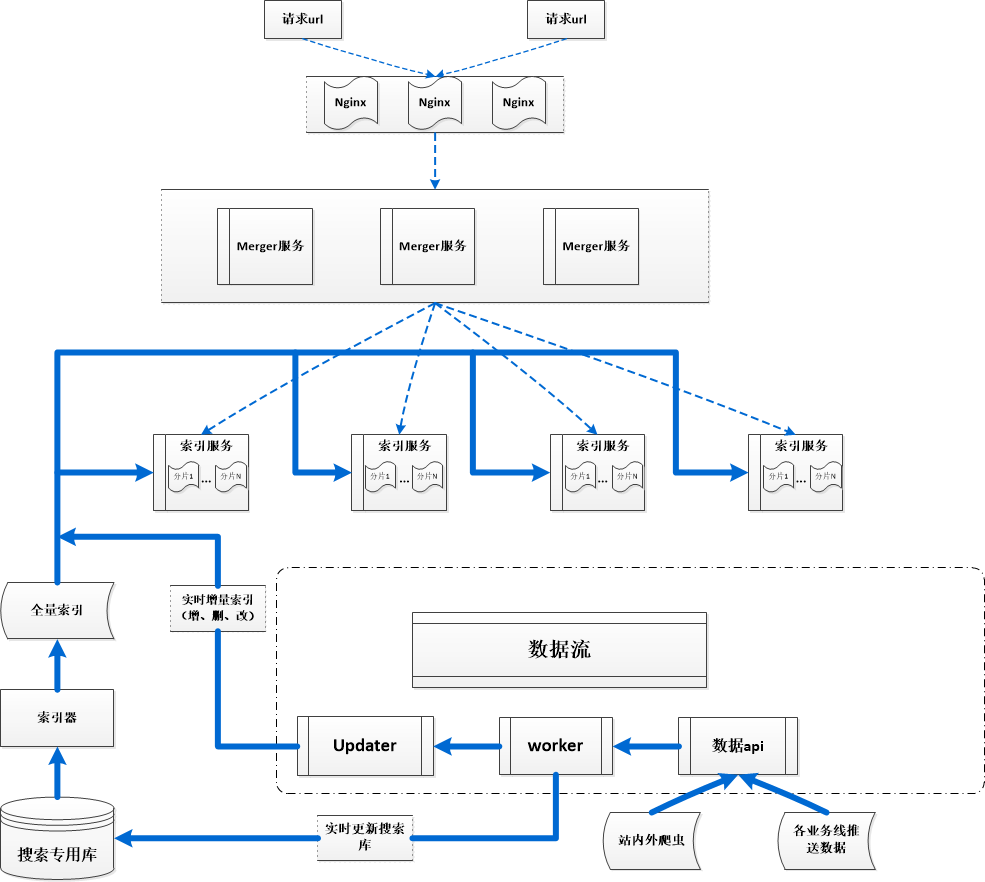 请求url
请求url
Nginx
Nginx
Nginx
Merger服务
Merger服务
Merger服务
索引服务
分片1
...
分片N
索引服务
分片1
...
分片N
索引服务
分片1
...
分片N
索引服务
分片1
...
分片N
全量索引
实时增量索引
（增、删、改）
数据流
索引器
Updater
worker
数据api
搜索专用库
实时更新搜索
库
站内外爬虫
各业务线推
送数据